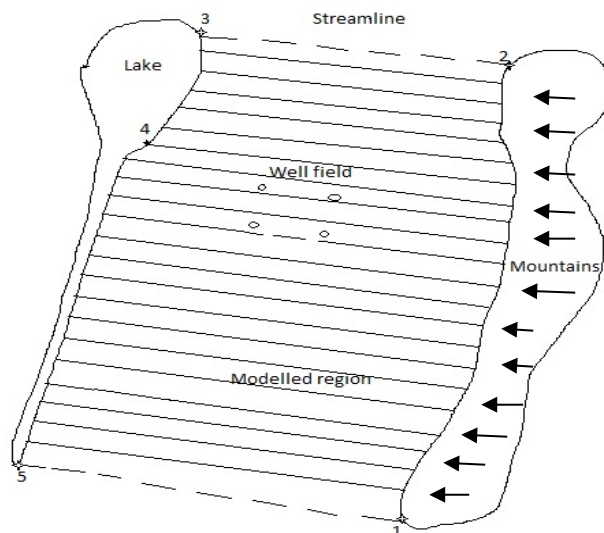 3
Streamline
2
Lake
4
Well field
Mountains
Modelled region
5
1